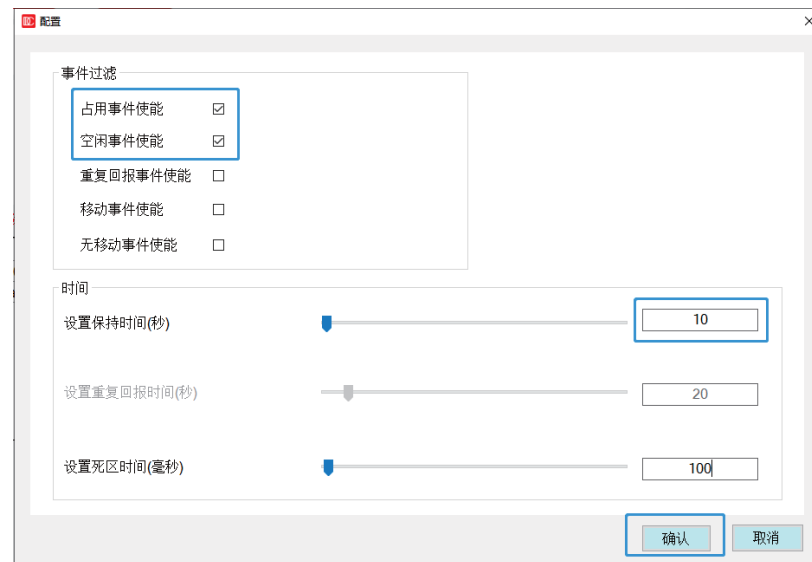 配置
事件过滤
占用事件使能
空闲事件使能
重复回报事件使能
移动事件使能
无移动事件使能
时间
设置保持时间(秒) 10
设置重复回报时间(秒) 20
设置死区时间(毫秒) 100
确认 取消